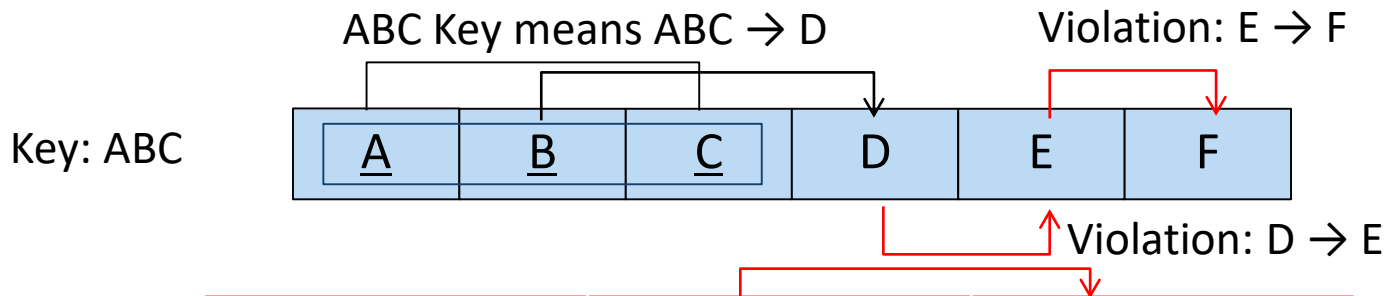 ABC Key means ABC → D
Violation: E → F
Key: ABC
A B C D E F
Violation: D → E